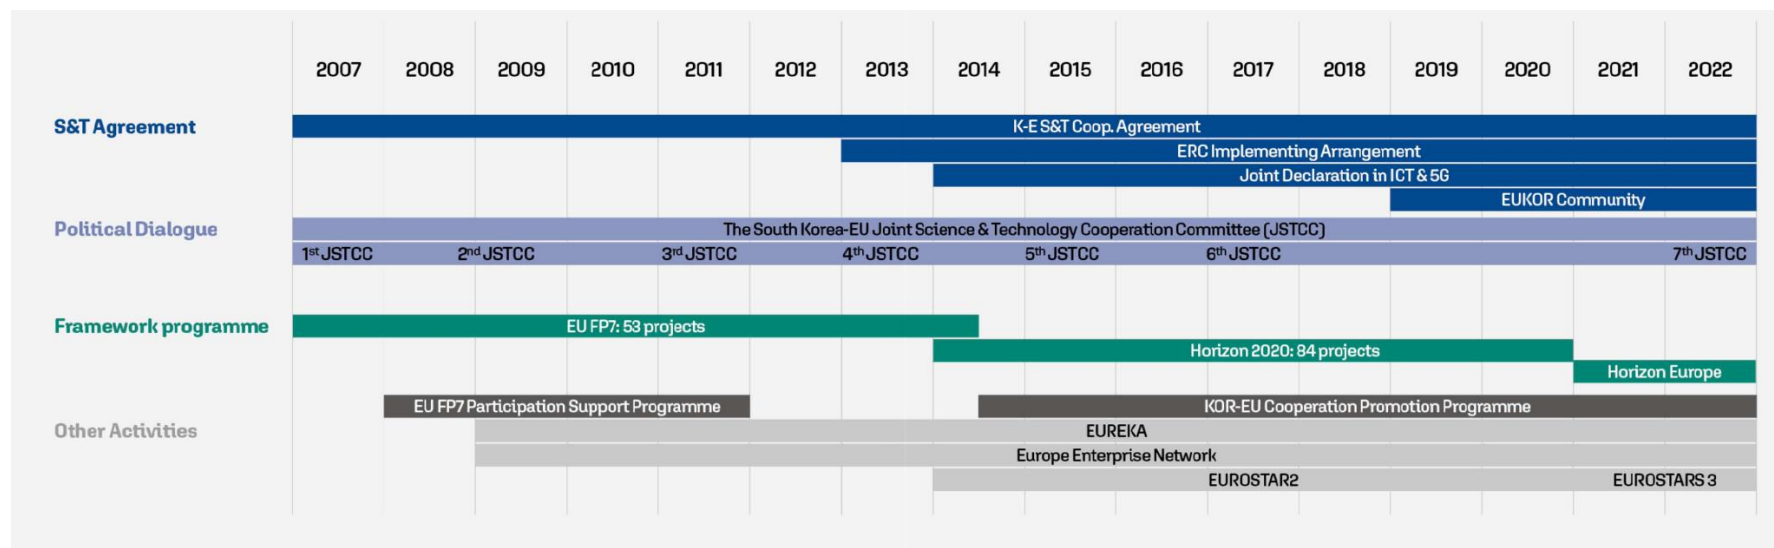 2007 2008 2009 2010 2011 2012 2013 2014 2015 2016 2017 2018 2019 2020 2021 2022
S&T Agreement K-E S&T Coop. Agreement
ERC Implementing Arrangement
Joint Declaration in ICT & 5G
EUKOR Community
Political Dialogue The South Korea-EU Joint Science & Technology Cooperation Committee (JSTCC)
1st JSTCC 2nd JSTCC 3rd JSTCC 4th JSTCC 5th JSTCC 6th JSTCC 7th JSTCC
Framework programme EU FP7: 53 projects
Horizon 2020: 84 projects
Horizon Europe
EU FP7 Participation Support Programme KOR-EU Cooperation Promotion Programme
Other Activities EUREKA
Europe Enterprise Network
EUROSTAR2 EUROSTARS 3